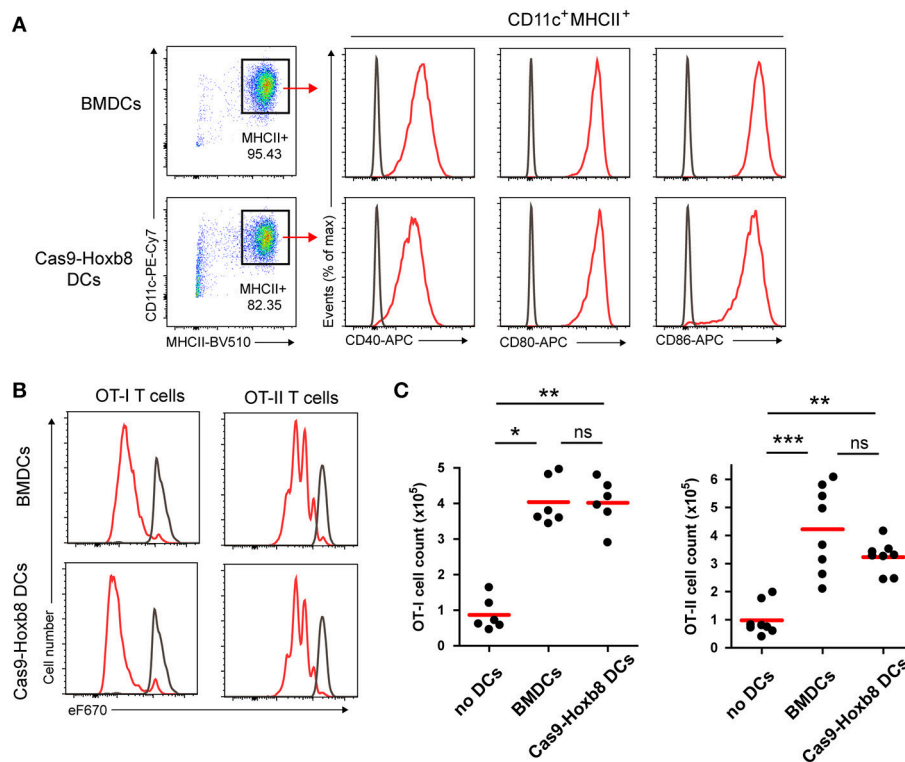 A
CD11c+MHCII+
BMDCs
MHCII+
95.43
Cas9-Hoxb8
DCs
MHCII+
82.35
CD11c-PE-Cy7
Events (% of max)
MHCII-BV510
CD40-APC
CD80-APC
CD86-APC
B
OT-I T cells
OT-II T cells
BMDCs
Cas9-Hoxb8 DCs
Cell number
eF670
C
**
*
ns
OT-I cell count (x10⁵)
5
4
3
2
1
0
no DCs
BMDCs
Cas9-Hoxb8 DCs
**
***
ns
OT-II cell count (x10⁵)
6
5
4
3
2
1
0
no DCs
BMDCs
Cas9-Hoxb8 DCs